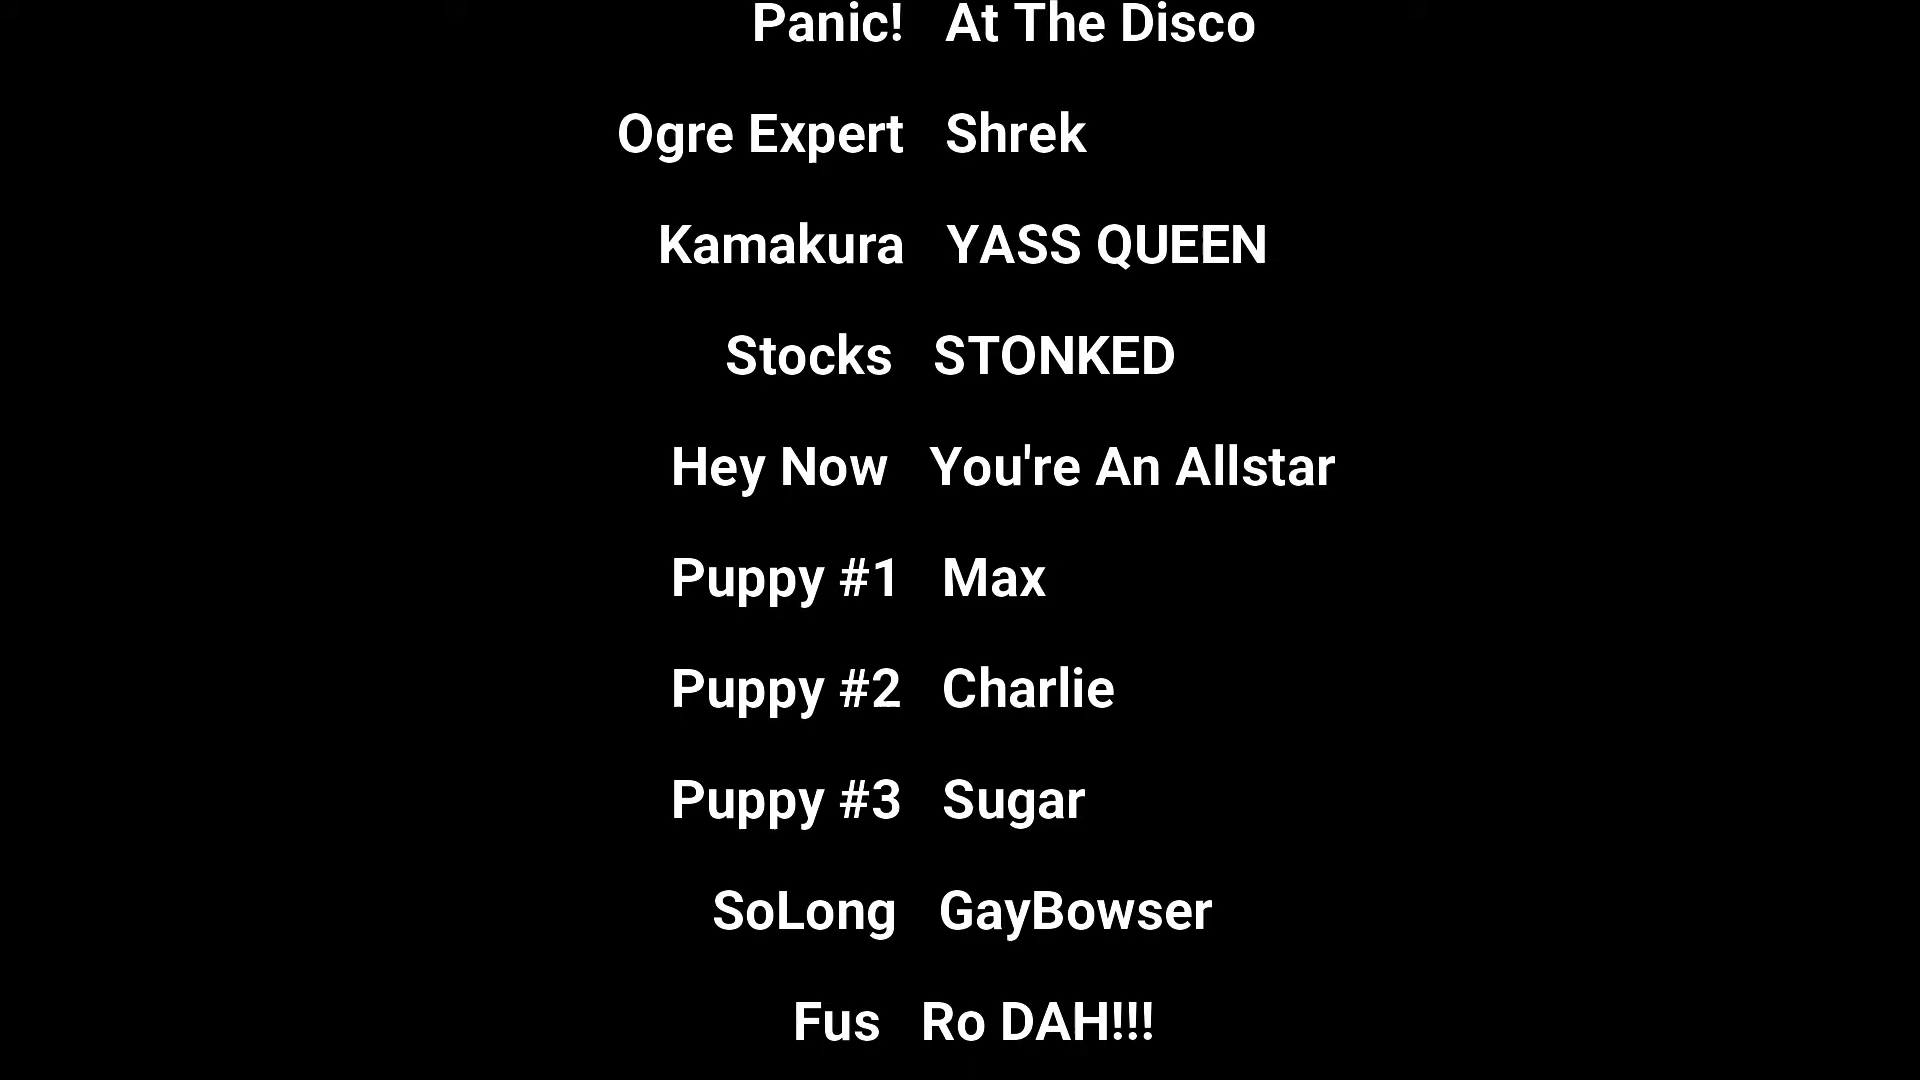 Panic! At The Disco
Ogre Expert Shrek
Kamakura YASS QUEEN
Stocks STONKED
Hey Now You're An Allstar
Puppy #1 Max
Puppy #2 Charlie
Puppy #3 Sugar
SoLong GayBowser
Fus Ro DAH!!!